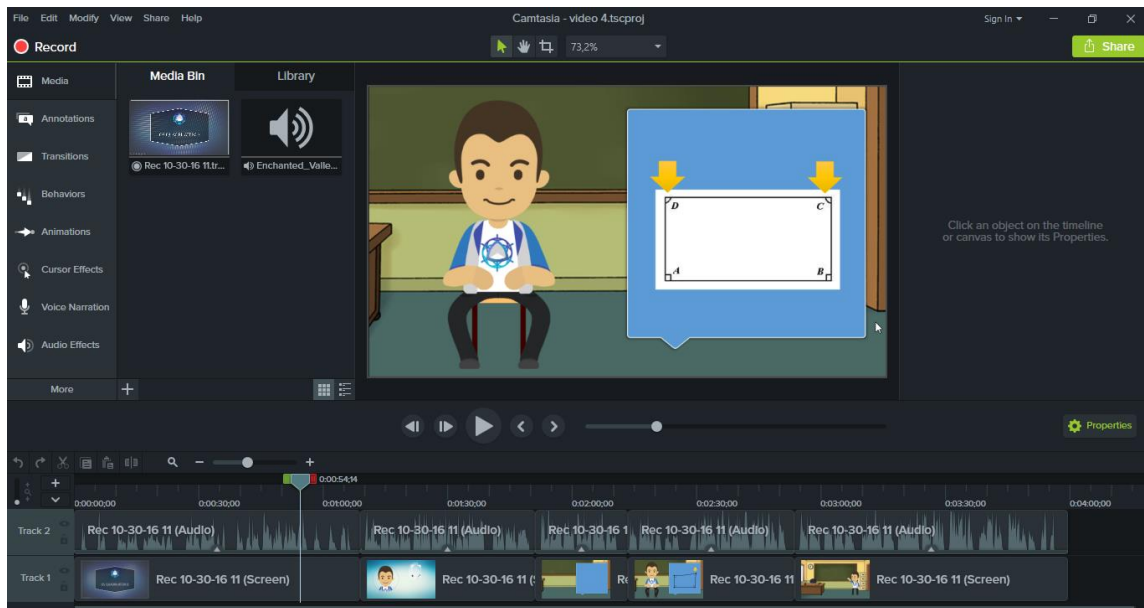 File Edit Modify View Share Help
Camtasia - video 4.tscproj
Sign In
Record
73,2%
Share
Media
Annotations
Transitions
Behaviors
Animations
Cursor Effects
Voice Narration
Audio Effects
More
Media Bin
Library
Rec 10-30-16 11.tr...
Enchanted_Valle...
D C
A B
Click an object on the timeline
or canvas to show its Properties.
Properties
0:00:54;14
0:00:00;00 0:00:30;00 0:01:00;00 0:01:30;00 0:02:00;00 0:02:30;00 0:03:00;00 0:03:30;00 0:04:00;00
Track 2
Rec 10-30-16 11 (Audio) Rec 10-30-16 11 (Audio) Rec 10-30-16 1 Rec 10-30-16 11 (Audio) Rec 10-30-16 11 (Audio)
Track 1
Rec 10-30-16 11 (Screen) Rec 10-30-16 11 (S Re Rec 10-30-16 11 Rec 10-30-16 11 (Screen)